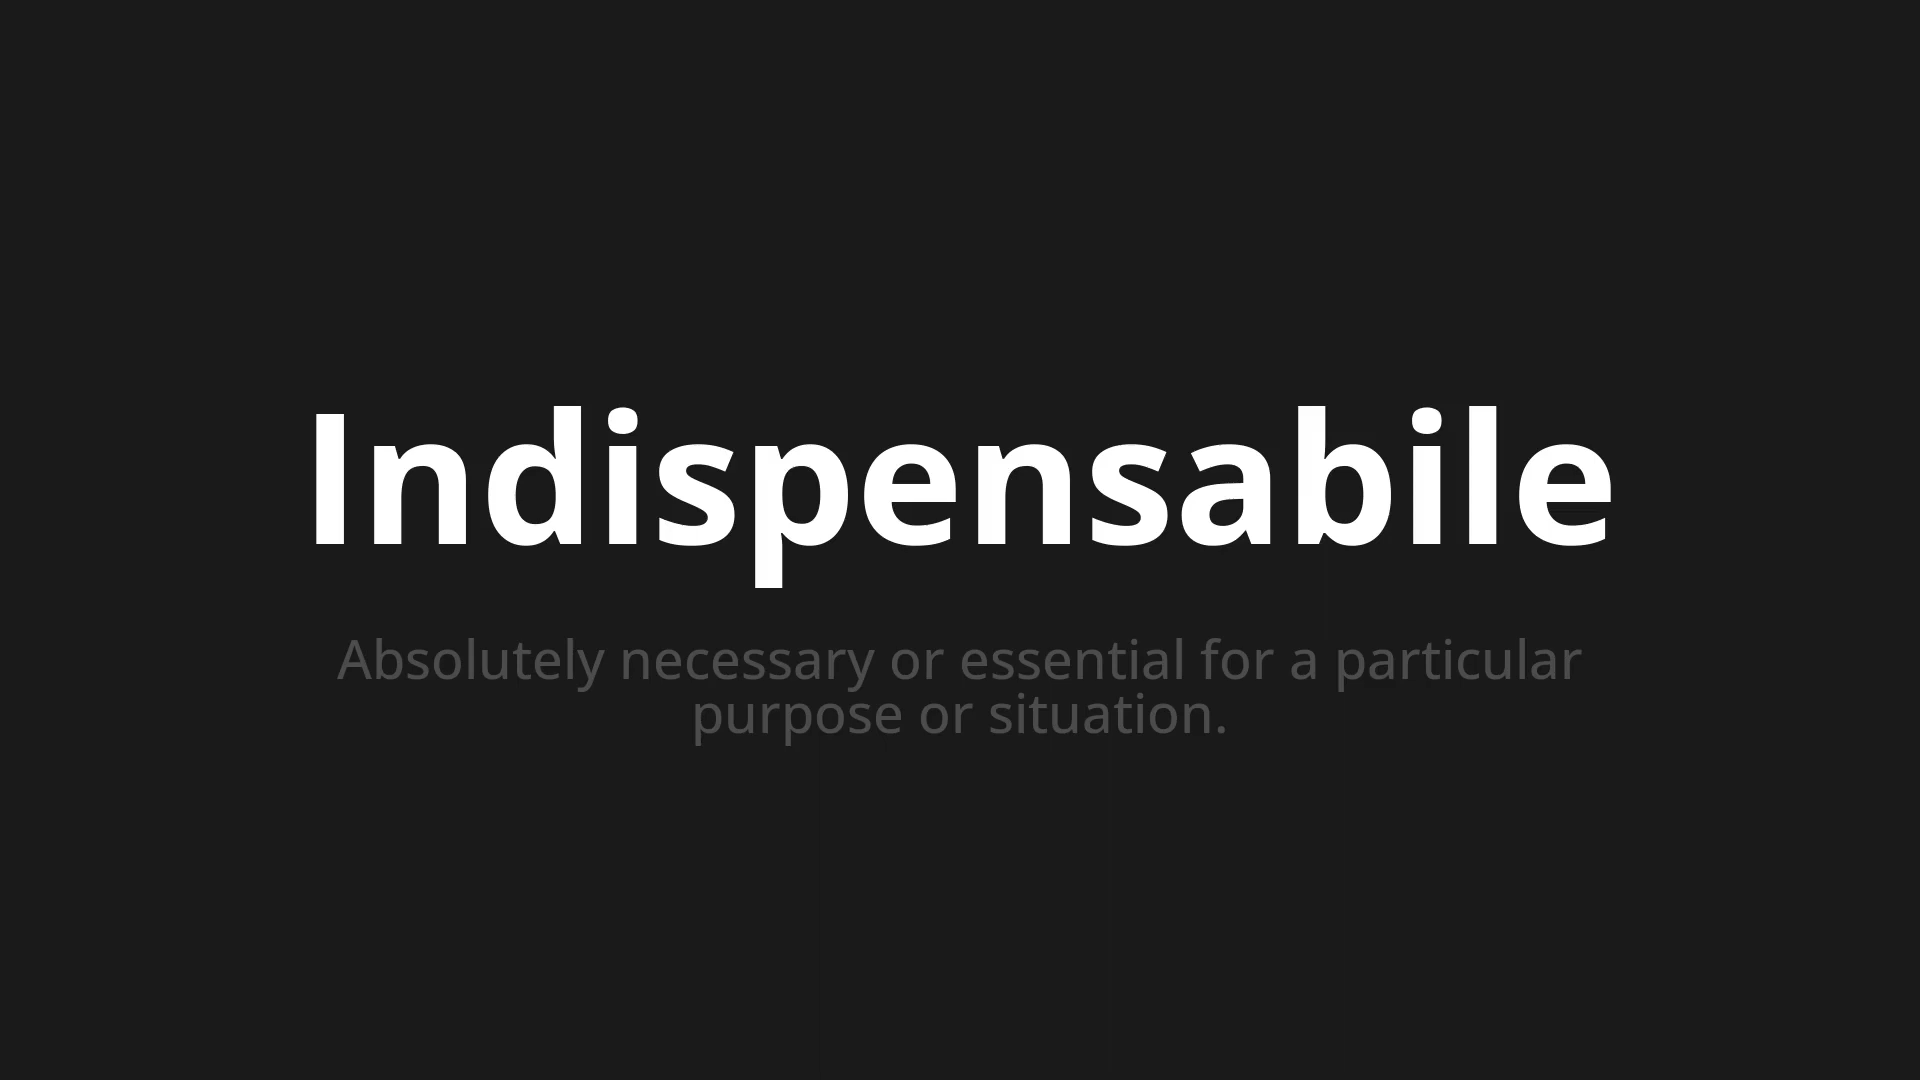 Indispensabile
Absolutely necessary or essential for a particular
purpose or situation.